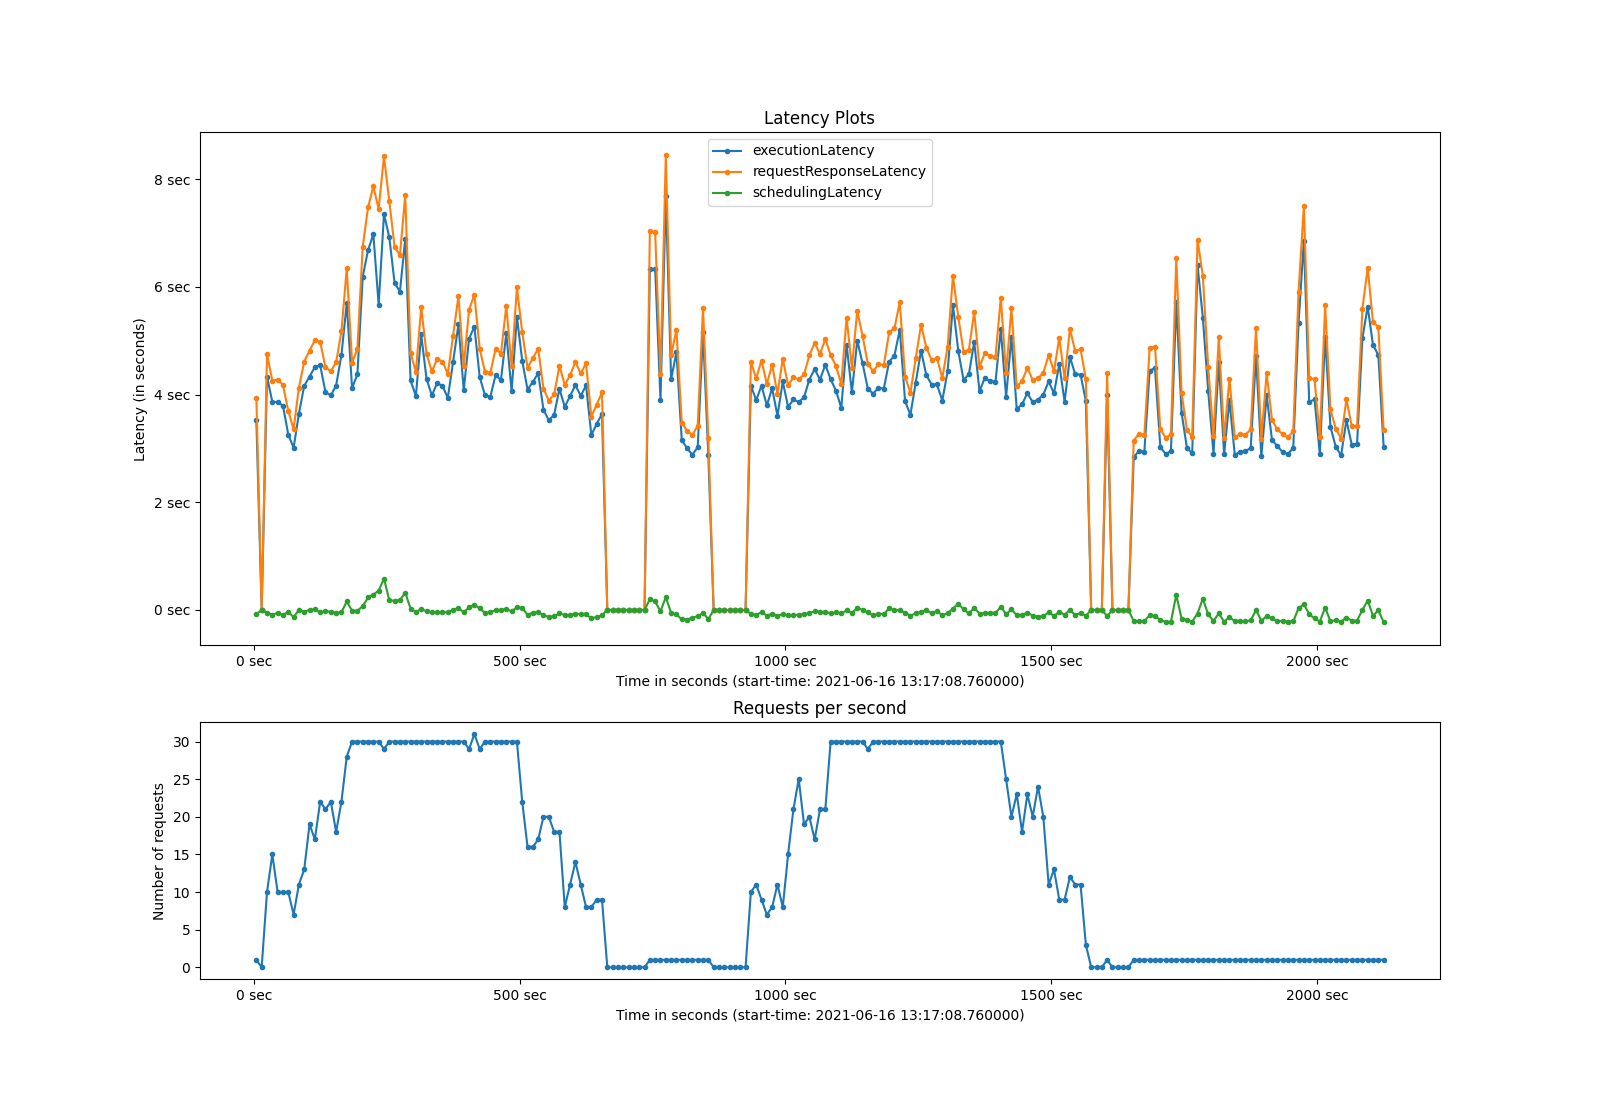 Latency Plots
executionLatency
requestResponseLatency
schedulingLatency
Latency (in seconds)
8 sec
6 sec
4 sec
2 sec
0 sec
0 sec 500 sec 1000 sec 1500 sec 2000 sec
Time in seconds (start-time: 2021-06-16 13:17:08.760000)
Requests per second
Number of requests
30
25
20
15
10
5
0
0 sec 500 sec 1000 sec 1500 sec 2000 sec
Time in seconds (start-time: 2021-06-16 13:17:08.760000)